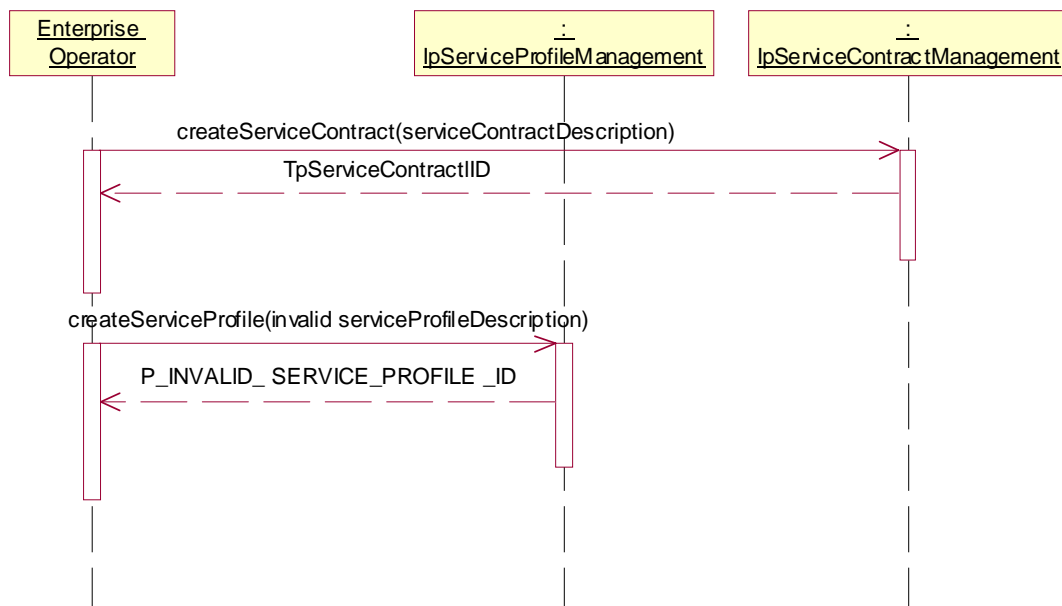 Enterprise
Operator
:
IpServiceProfileManagement
:
IpServiceContractManagement
createServiceContract(serviceContractDescription)
TpServiceContractIID
createServiceProfile(invalid serviceProfileDescription)
P_INVALID_ SERVICE_PROFILE _ID